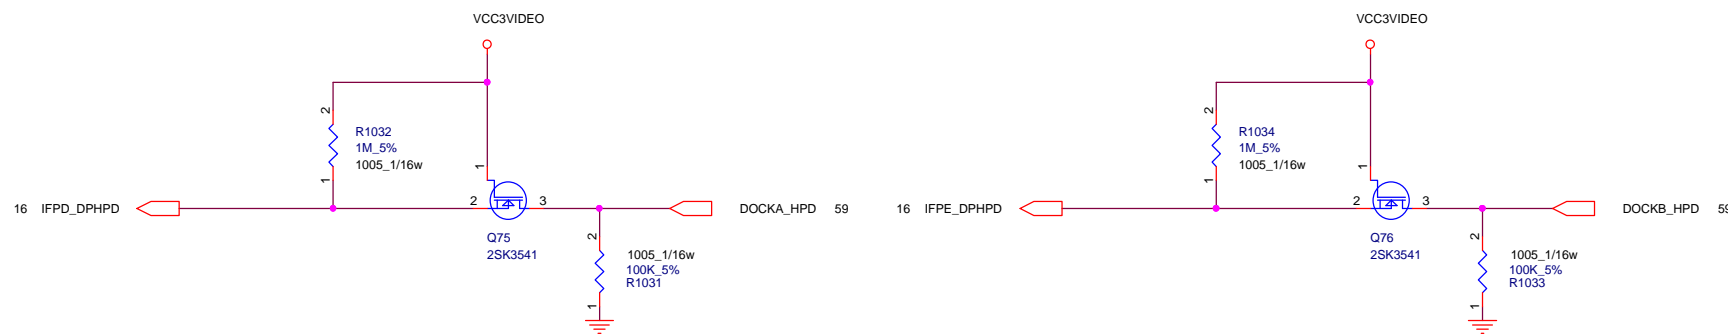 VCC3VIDEO
2
R1032
1M_5%
1005_1/16w
1
1
16 IFPD_DPHPD
2
3
DOCKA_HPD 59
Q75
2SK3541
2
1005_1/16w
100K_5%
R1031
1
VCC3VIDEO
2
R1034
1M_5%
1005_1/16w
1
1
16 IFPE_DPHPD
2
3
DOCKB_HPD 59
Q76
2SK3541
2
1005_1/16w
100K_5%
R1033
1